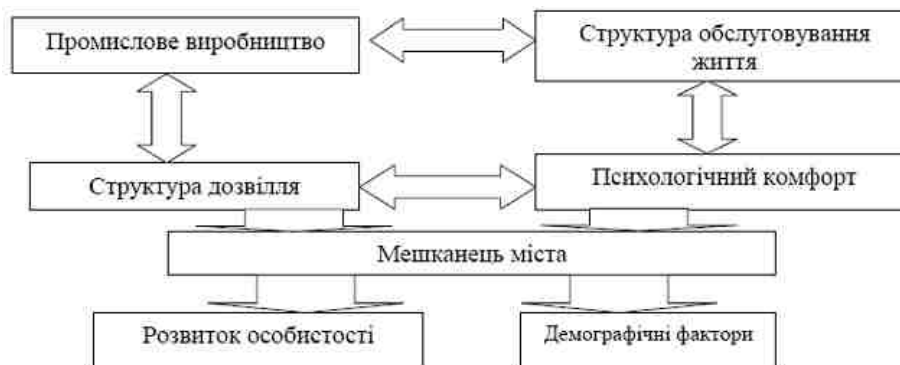 Промислове виробництво
Структура обслуговування
життя
Структура дозвілля
Психологічний комфорт
Мешканець міста
Розвиток особистості
Демографічні фактори